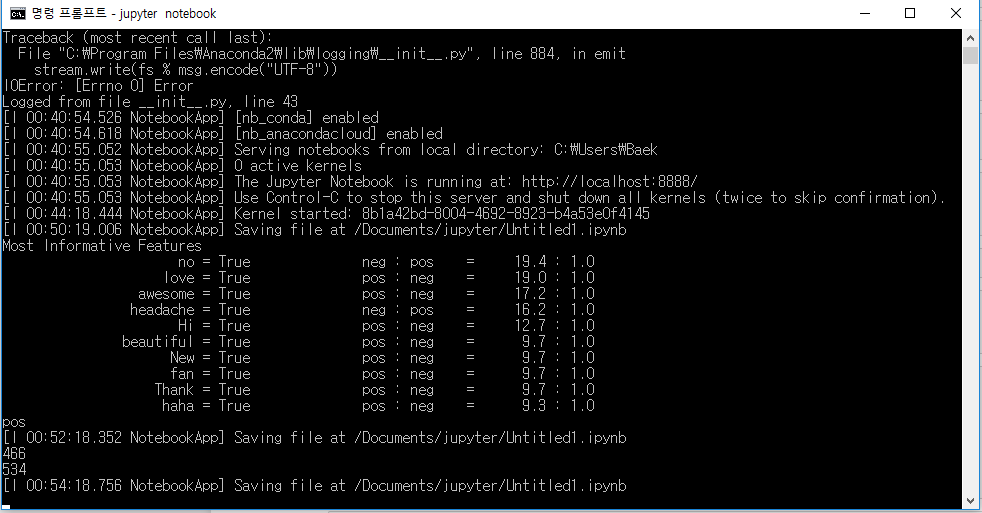 명령 프롬프트 - jupyter notebook
Traceback (most recent call last):
  File "C:₩Program Files₩Anaconda2₩lib₩logging₩__init__.py", line 884, in emit
    stream.write(fs % msg.encode("UTF-8"))
IOError: [Errno 0] Error
Logged from file __init__.py, line 43
[I 00:40:54.526 NotebookApp] [nb_conda] enabled
[I 00:40:54.618 NotebookApp] [nb_anacondacloud] enabled
[I 00:40:55.052 NotebookApp] Serving notebooks from local directory: C:₩Users₩Baek
[I 00:40:55.053 NotebookApp] 0 active kernels
[I 00:40:55.053 NotebookApp] The Jupyter Notebook is running at: http://localhost:8888/
[I 00:40:55.053 NotebookApp] Use Control-C to stop this server and shut down all kernels (twice to skip confirmation).
[I 00:44:18.444 NotebookApp] Kernel started: 8b1a42bd-8004-4692-8923-b4a53e0f4145
[I 00:50:19.006 NotebookApp] Saving file at /Documents/jupyter/Untitled1.ipynb
Most Informative Features
no = True neg : pos = 19.4 : 1.0
love = True pos : neg = 19.0 : 1.0
awesome = True pos : neg = 17.2 : 1.0
headache = True neg : pos = 16.2 : 1.0
Hi = True pos : neg = 12.7 : 1.0
beautiful = True pos : neg = 9.7 : 1.0
New = True pos : neg = 9.7 : 1.0
fan = True pos : neg = 9.7 : 1.0
Thank = True pos : neg = 9.7 : 1.0
haha = True pos : neg = 9.3 : 1.0
pos
[I 00:52:18.352 NotebookApp] Saving file at /Documents/jupyter/Untitled1.ipynb
466
534
[I 00:54:18.756 NotebookApp] Saving file at /Documents/jupyter/Untitled1.ipynb